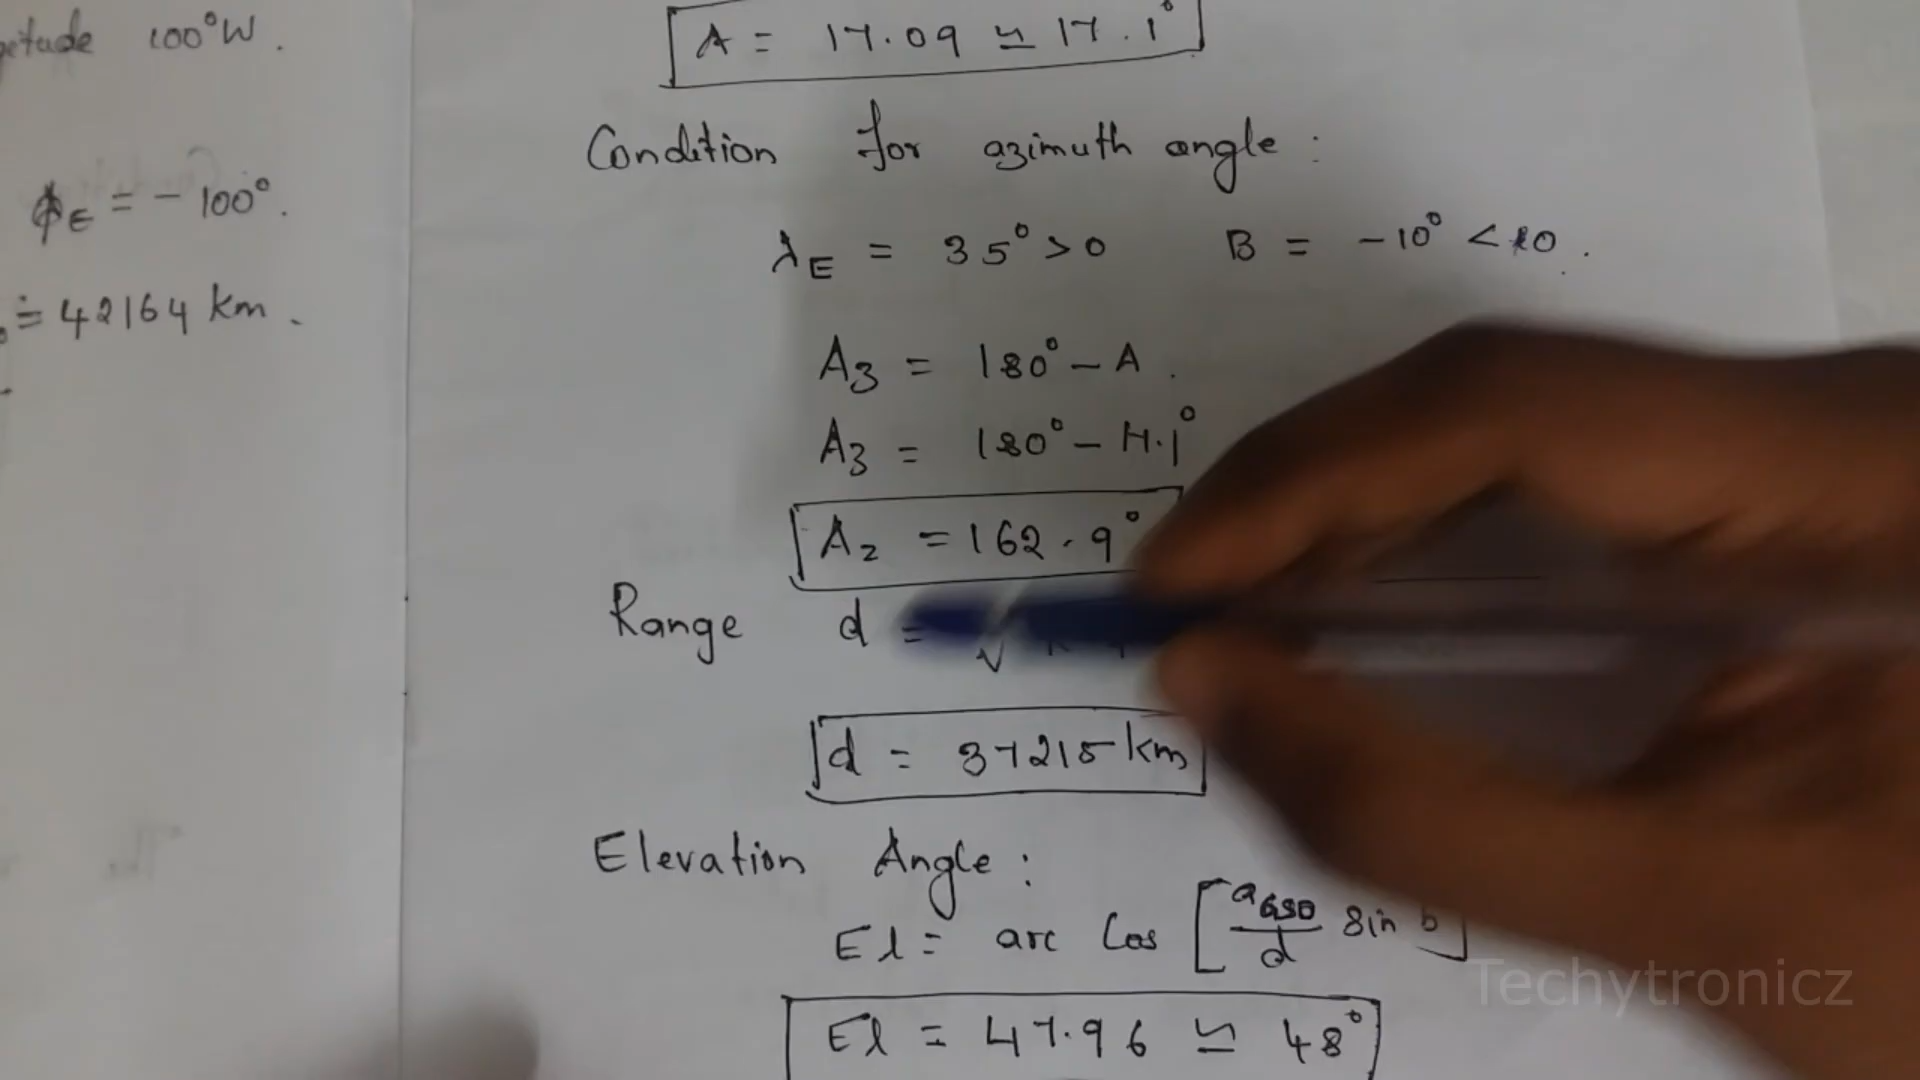 100°W.
ϕE = -100°.
= 42164 km.
A = 17.09 ≃ 17.1°
Condition for azimuth angle :
λE = 35° > 0 B = -10° < 0.
A3 = 180° - A.
A3 = 180° - 17.1°
Az = 162.9°
Range d = √
d = 37215 km
Elevation Angle :
El = arc Cos [aGSO/d Sin b]
El = 47.96 ≃ 48°
Techytronicz